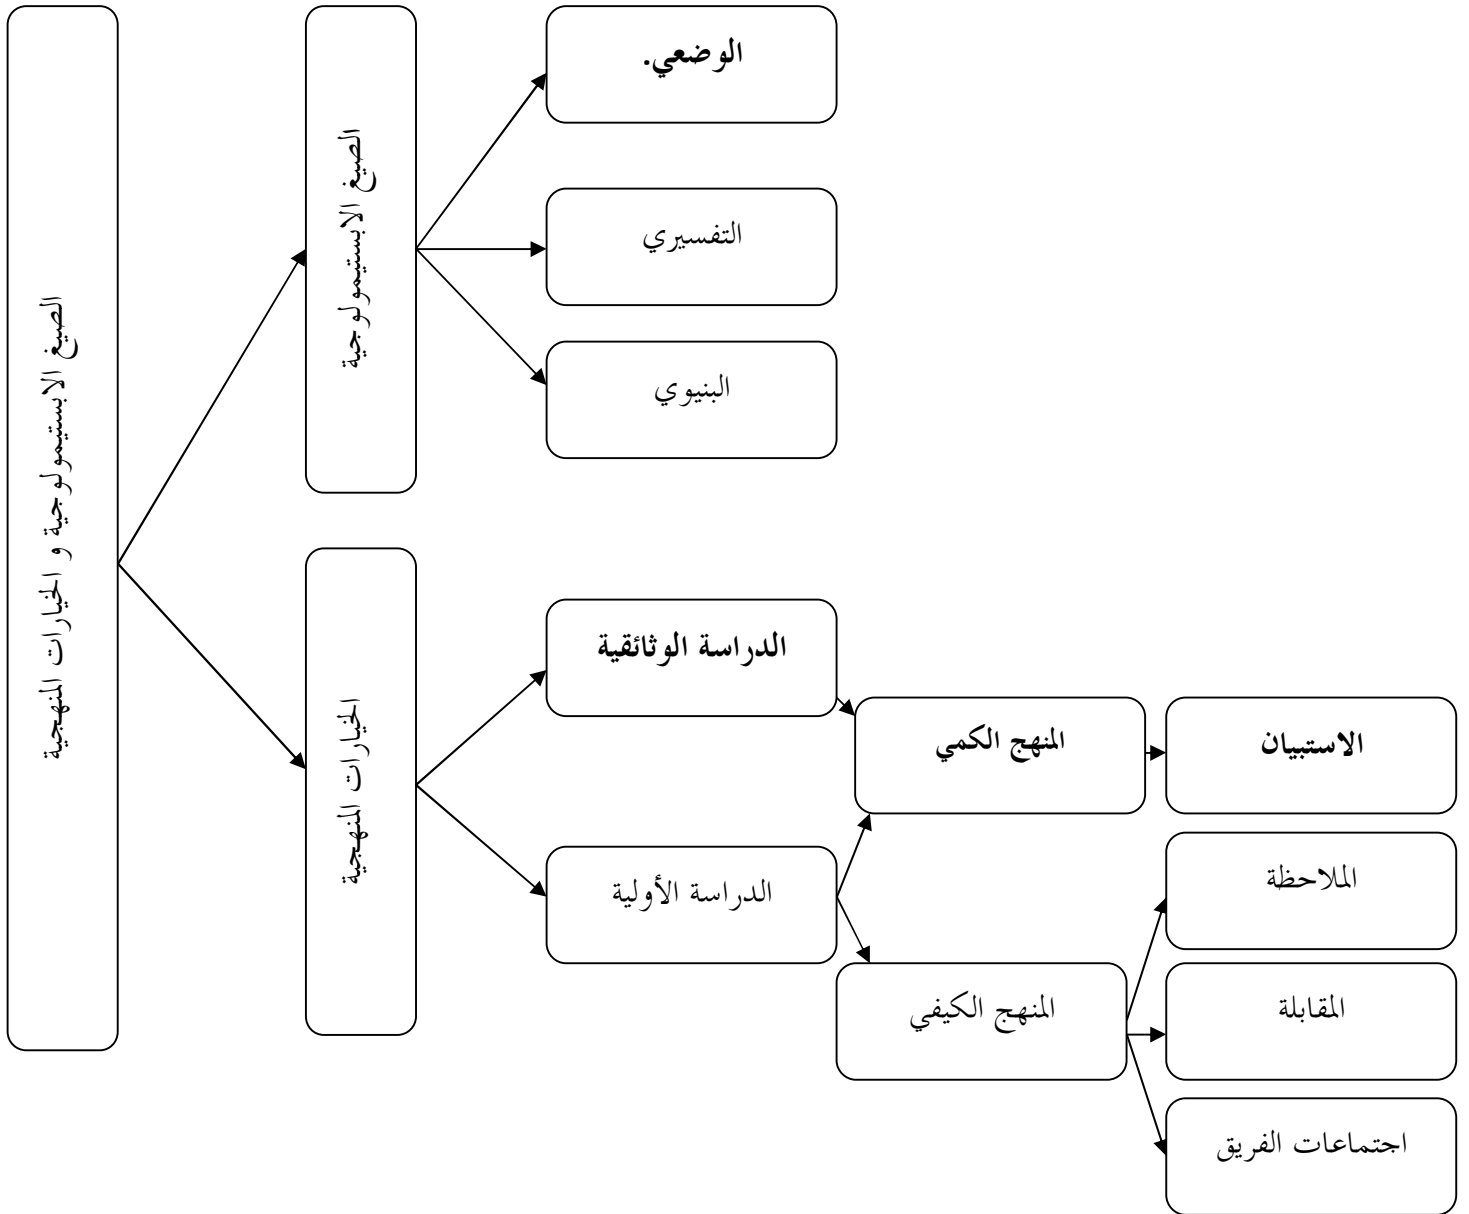 الصيغ الابستيمولوجية و الخيارات المنهجية
الصيغ الابستيمولوجية
الوضعي.
التفسيري
البنيوي
الخيارات المنهجية
الدراسة الوثائقية
الدراسة الأولية
المنهج الكمي
الاستبيان
المنهج الكيفي
الملاحظة
المقابلة
اجتماعات الفريق